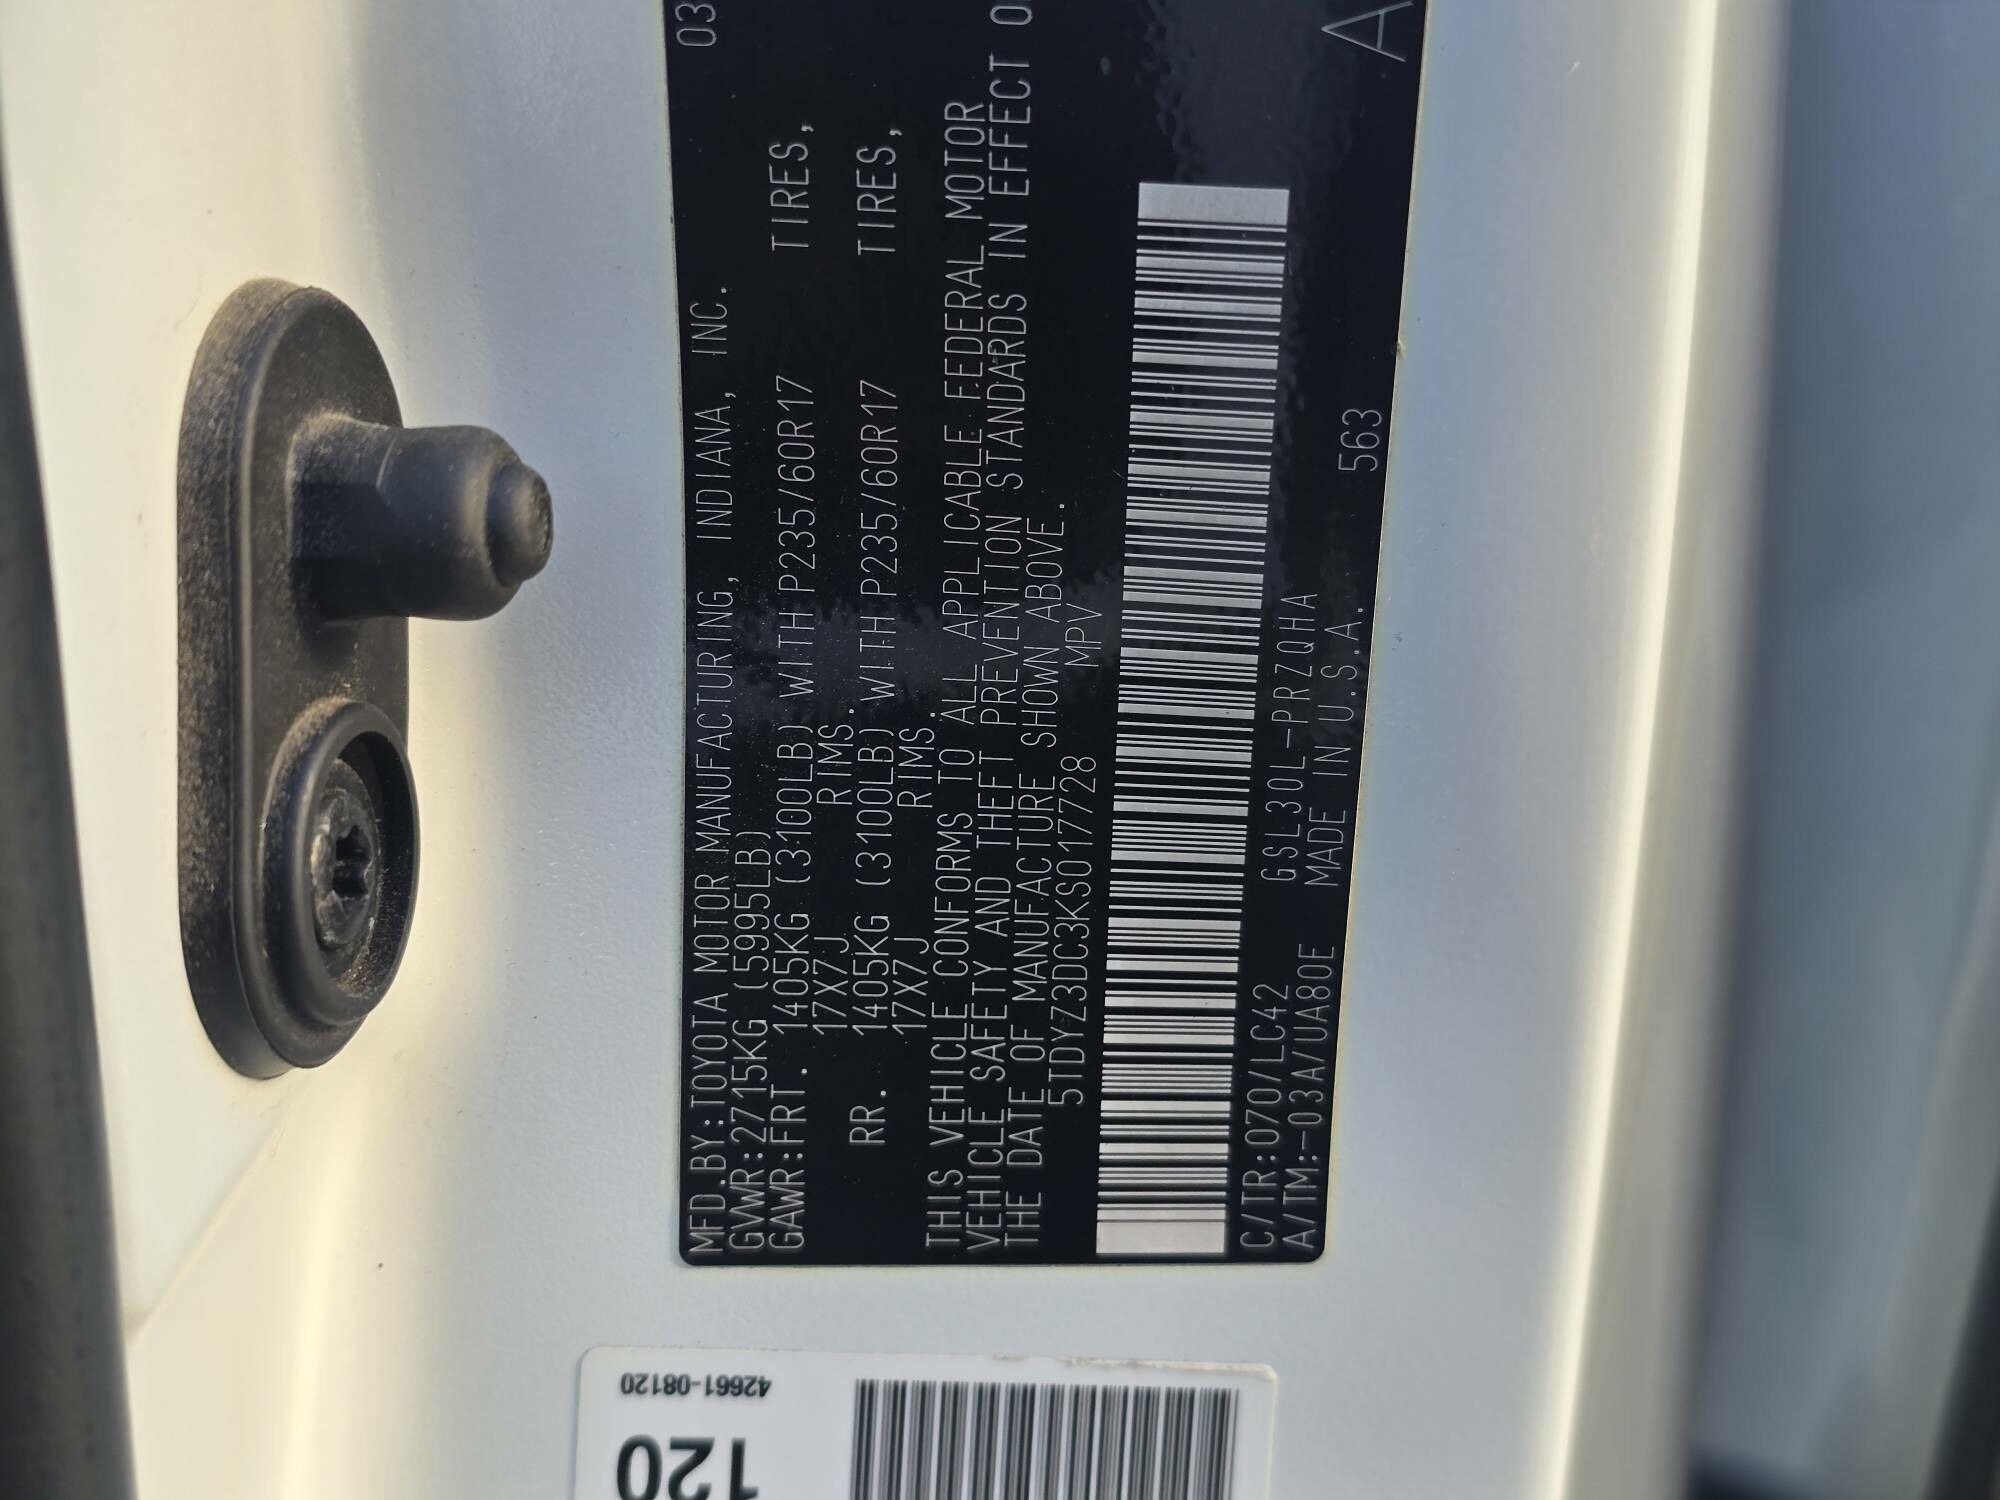 03
MFD.BY:TOYOTA MOTOR MANUFACTURING, INDIANA, INC.
GVWR:2715KG (5995LB)
GAWR:FRT. 1405KG (3100LB) WITH P235/60R17 TIRES,
17X7J RIMS.
RR. 1405KG (3100LB) WITH P235/60R17 TIRES,
17X7J RIMS.
THIS VEHICLE CONFORMS TO ALL APPLICABLE FEDERAL MOTOR
VEHICLE SAFETY AND THEFT PREVENTION STANDARDS IN EFFECT
THE DATE OF MANUFACTURE SHOWN ABOVE.
5TDYZ3DC3KS017728 MPV
C/TR:070/LC42 GSL30L-PRZQHA
A/TM:-03A/UA80E MADE IN U.S.A. 563
A
42661-08120
120